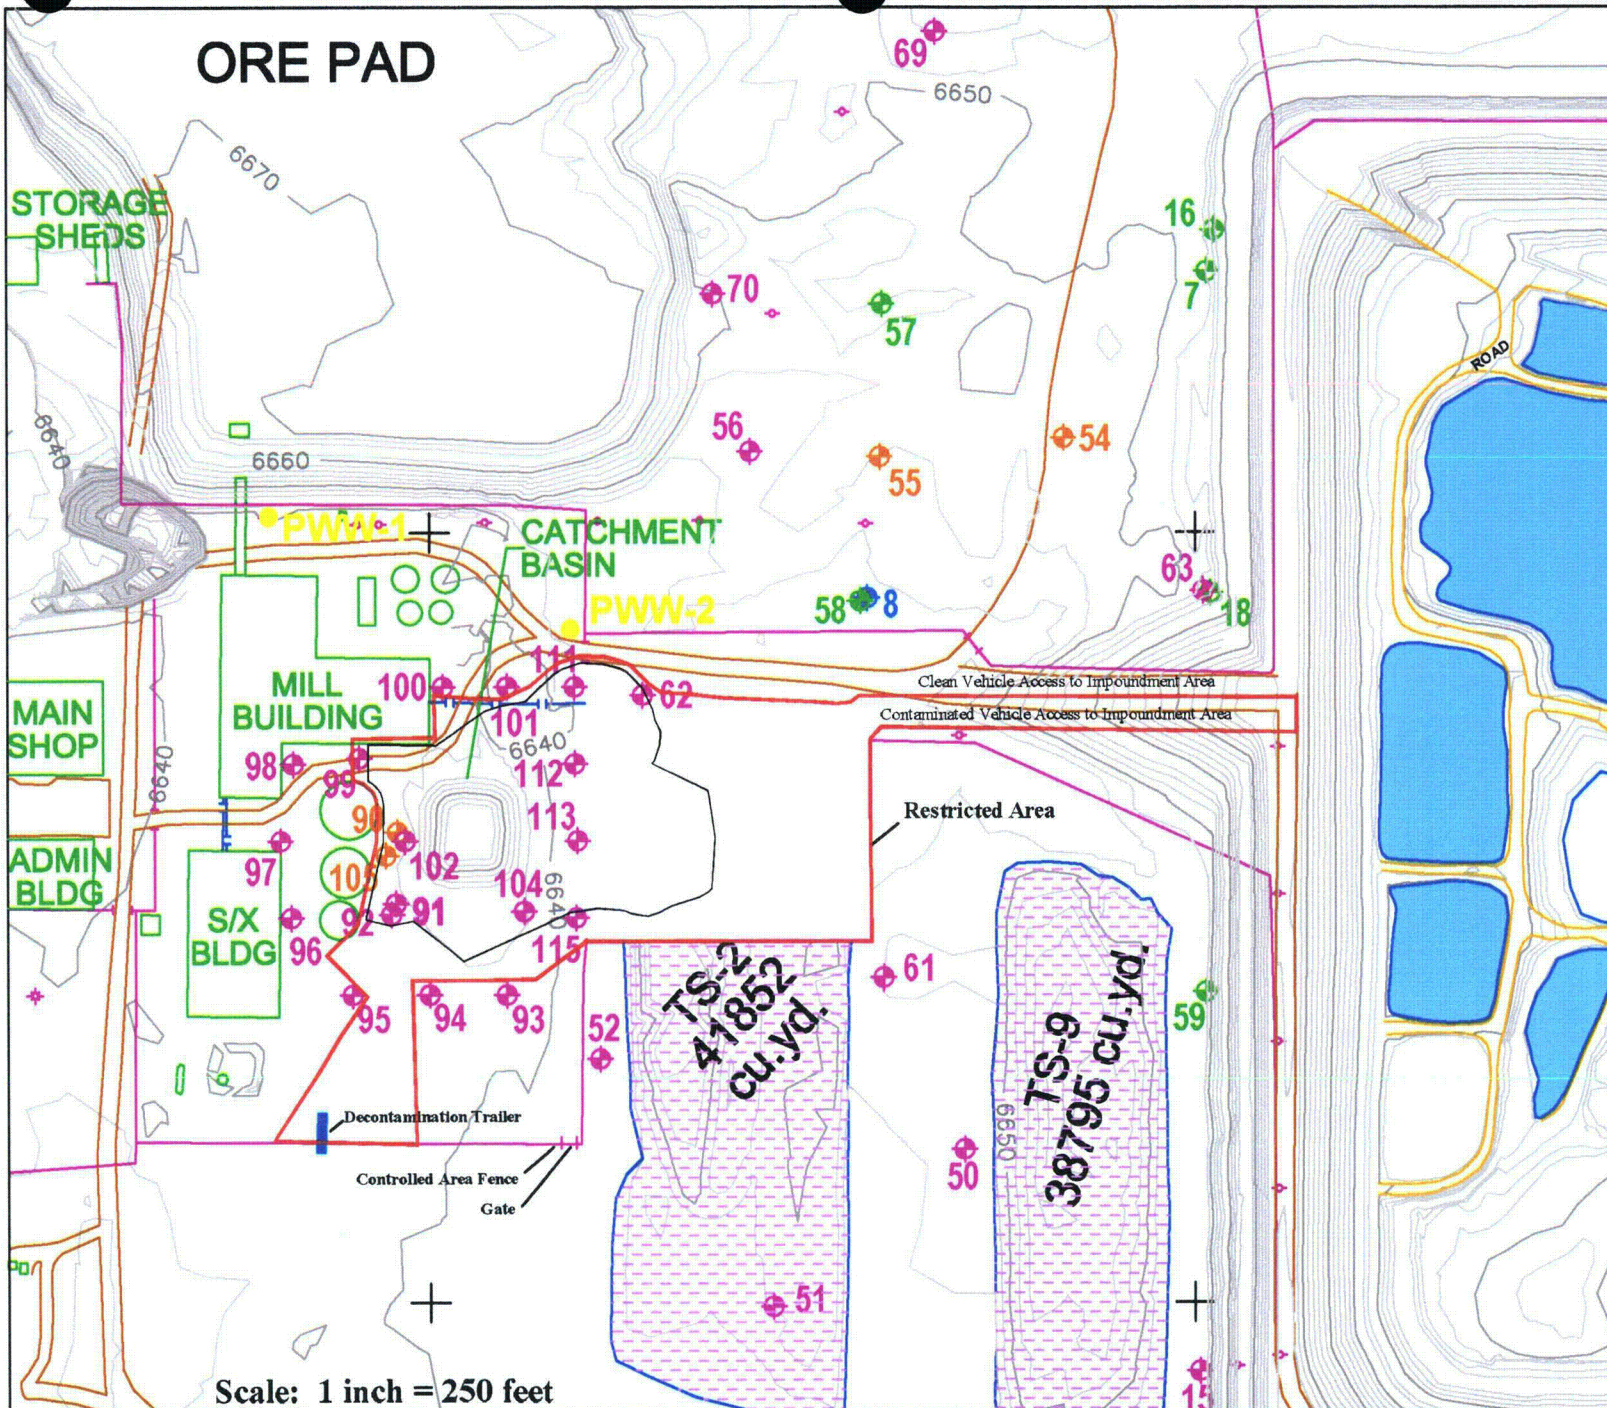 ORE PAD
69
6650
6670
STORAGE
SHEDS
16
7
70
57
ROAD
6640
56
54
55
6660
PWW-1
CATCHMENT
BASIN
63
18
PWW-2
58
8
111
MILL
BUILDING
100
101
62
Clean Vehicle Access to Impoundment Area
Contaminated Vehicle Access to Impoundment Area
MAIN
SHOP
6640
6640
98
99
112
113
Restricted Area
90
97
102
105
104
6640
ADMIN
BLDG
S/X
BLDG
92
91
96
115
61
TS-2
41852
cu.yd.
TS-9
38795 cu.yd.
59
95
94
93
52
6650
Decontamination Trailer
50
Controlled Area Fence
Gate
51
15
Scale: 1 inch = 250 feet